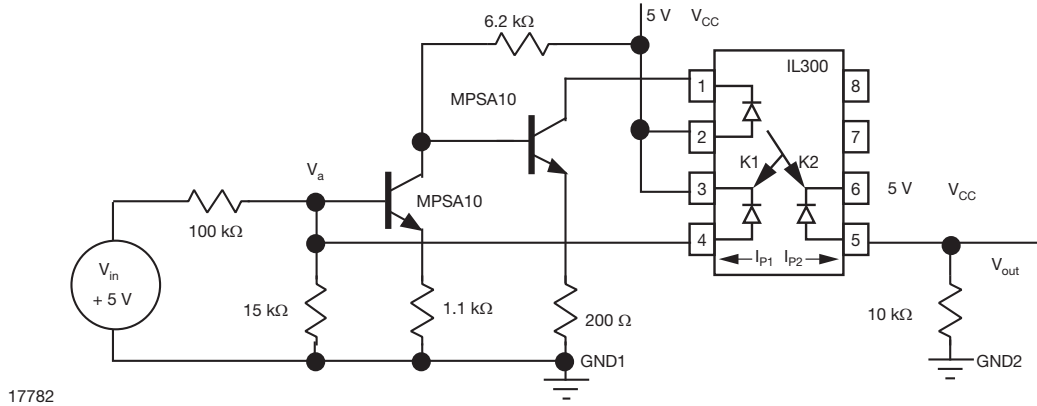 6.2 kΩ
5 V V_CC
IL300
MPSA10
1
8
2
7
K1 K2
V_a
MPSA10
3
6
5 V V_CC
100 kΩ
4
5
I_P1 I_P2
V_out
V_in
+ 5 V
15 kΩ
1.1 kΩ
200 Ω
10 kΩ
GND1
GND2
17782